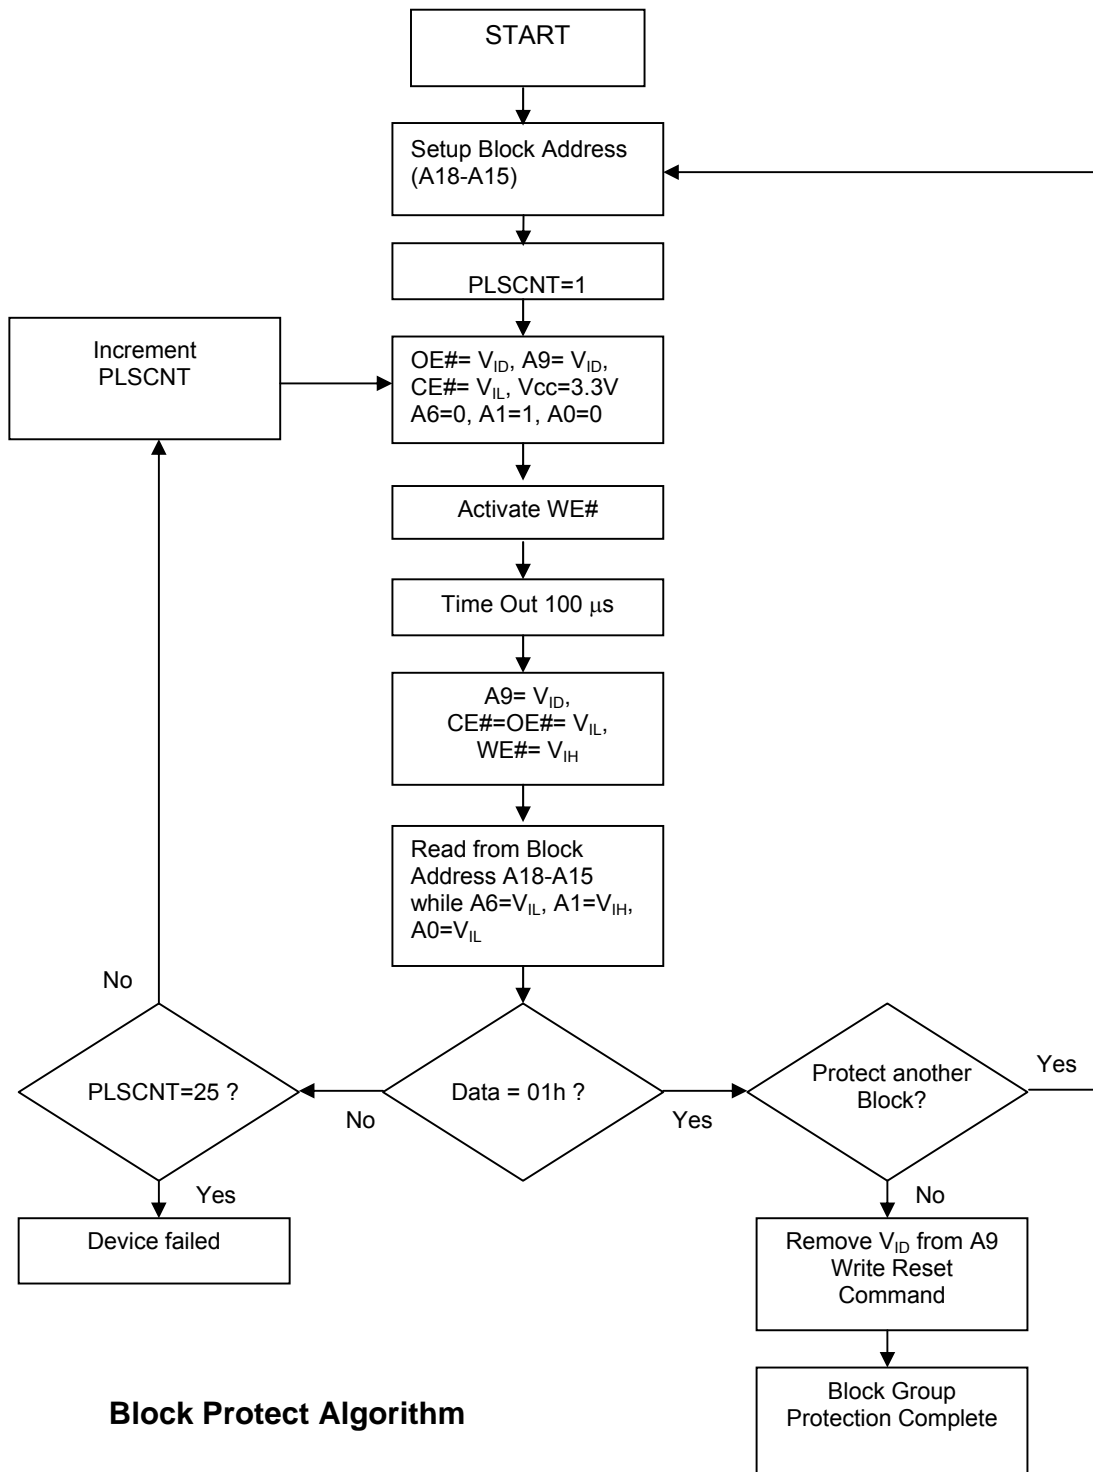 START
Setup Block Address
(A18-A15)
PLSCNT=1
Increment
PLSCNT
OE#= VID, A9= VID,
CE#= VIL, Vcc=3.3V
A6=0, A1=1, A0=0
Activate WE#
Time Out 100 μs
A9= VID,
CE#=OE#= VIL,
WE#= VIH
Read from Block
Address A18-A15
while A6=VIL, A1=VIH,
A0=VIL
No
PLSCNT=25 ?
No
Data = 01h ?
Yes
Protect another
Block?
Yes
Yes
No
Device failed
Remove VID from A9
Write Reset
Command
Block Group
Protection Complete
Block Protect Algorithm